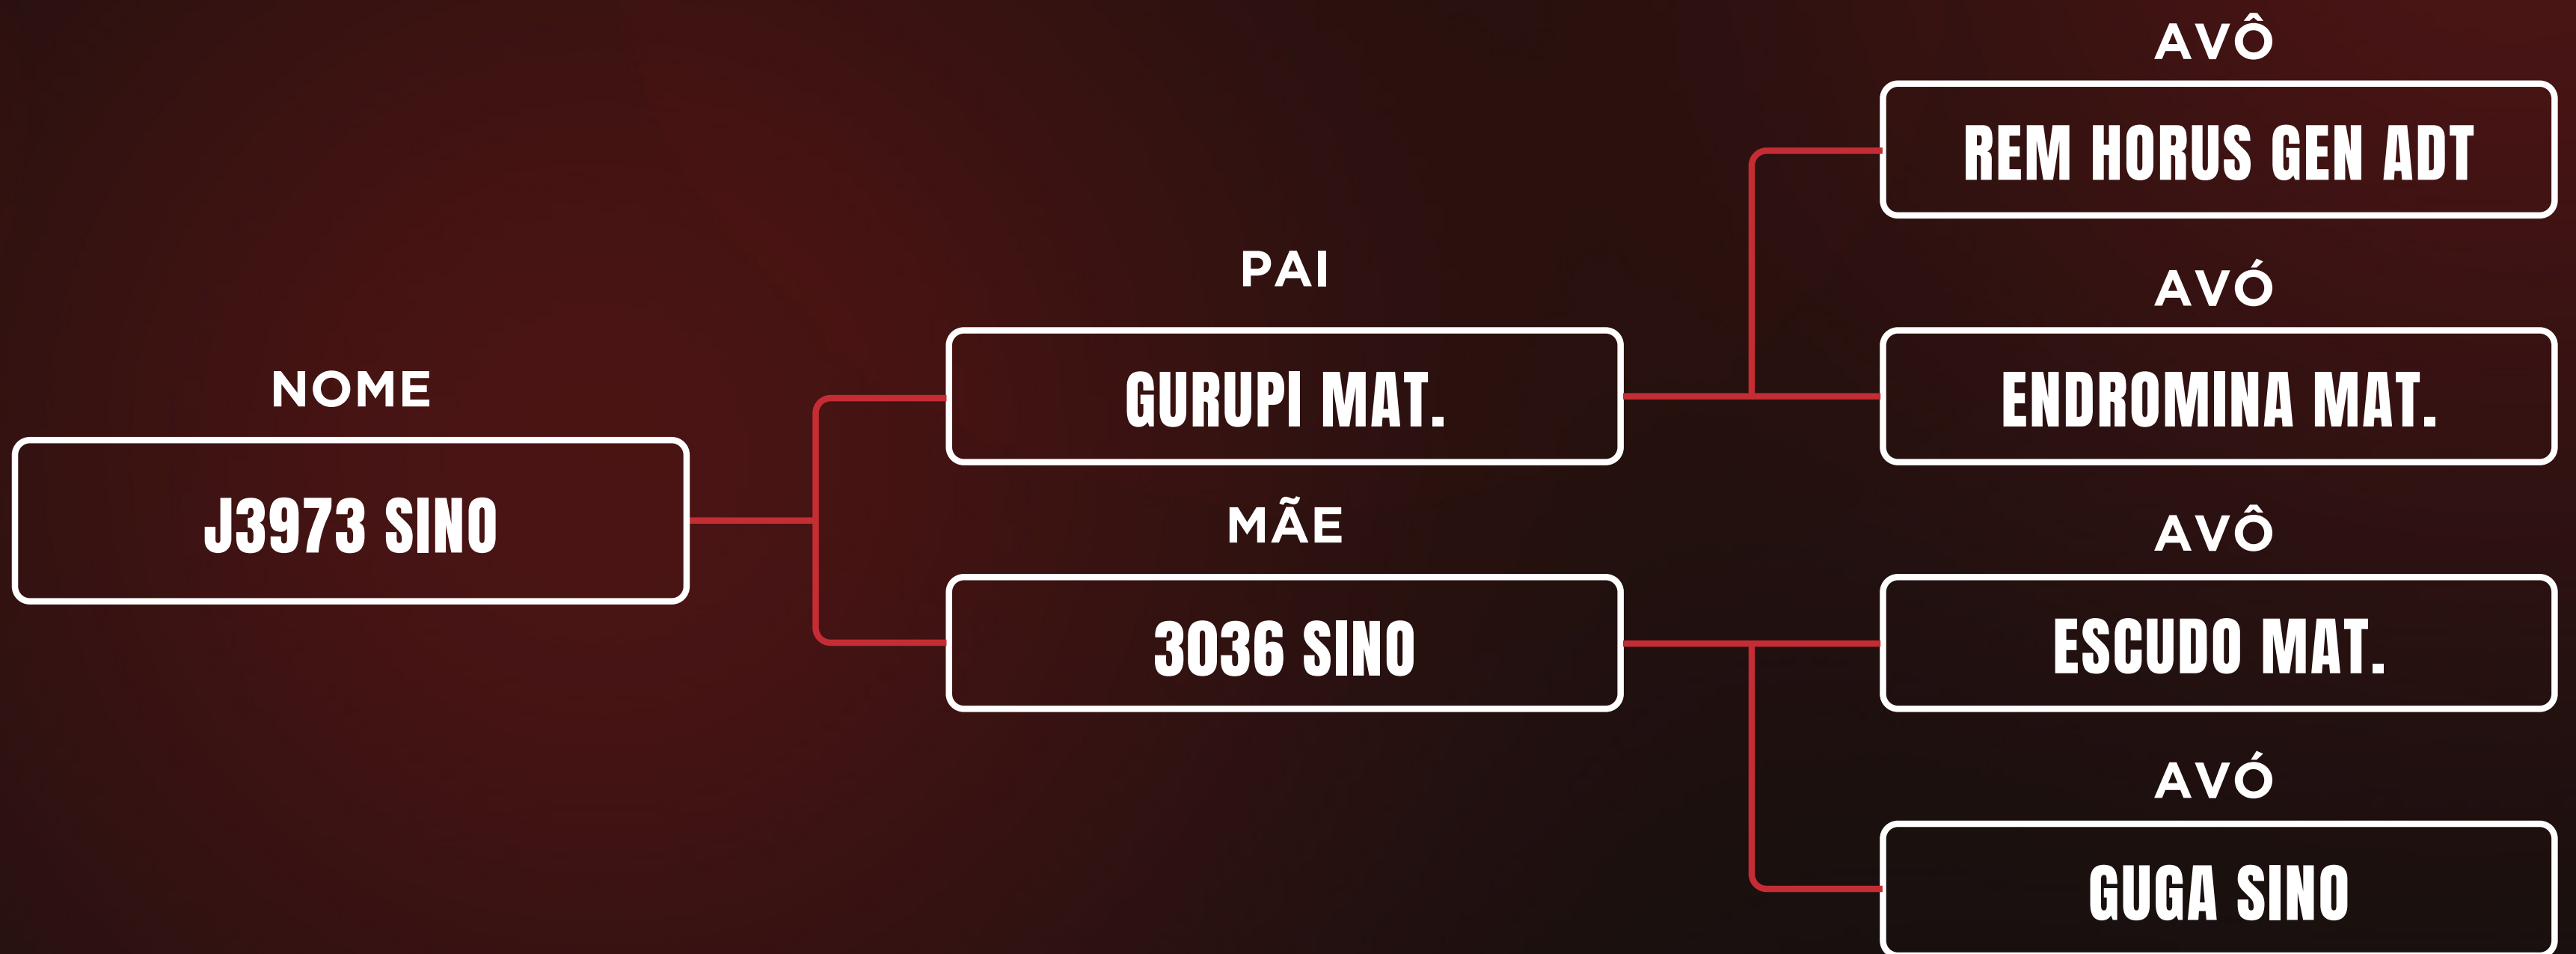 NOME
J3973 SINO
PAI
GURUPI MAT.
MÃE
3036 SINO
AVÔ
REM HORUS GEN ADT
AVÓ
ENDROMINA MAT.
AVÔ
ESCUDO MAT.
AVÓ
GUGA SINO